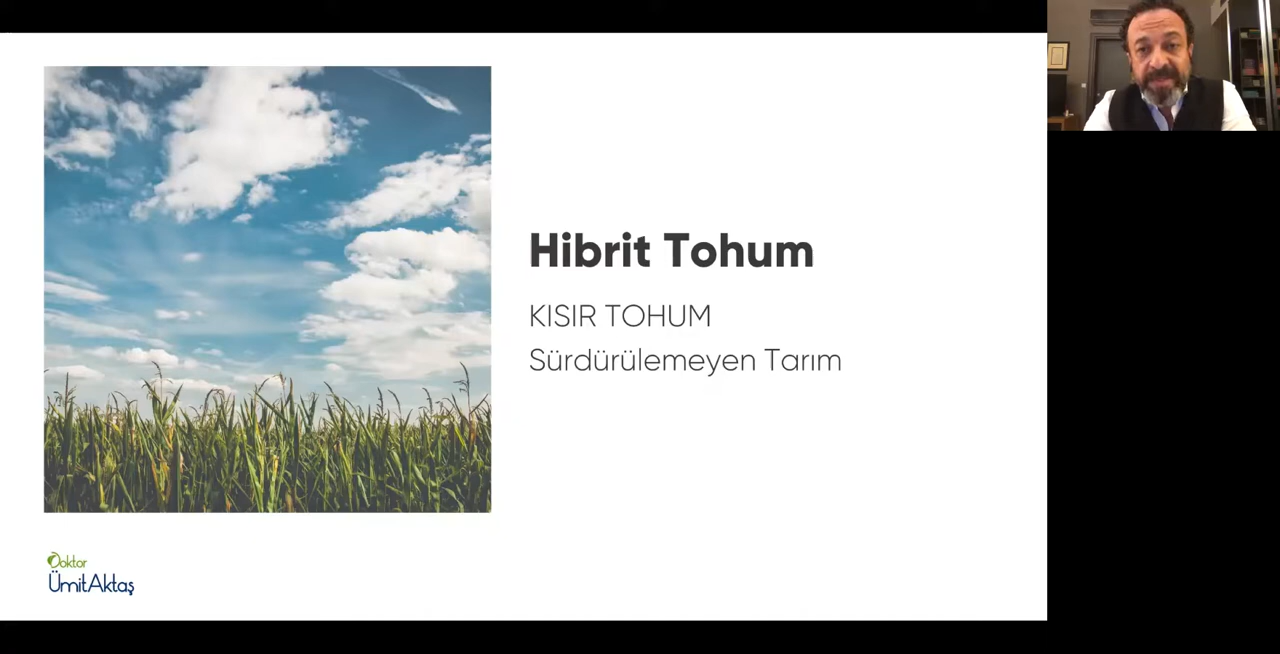 Hibrit Tohum
KISIR TOHUM
Sürdürülemeyen Tarım
Doktor
ÜmitAktaş